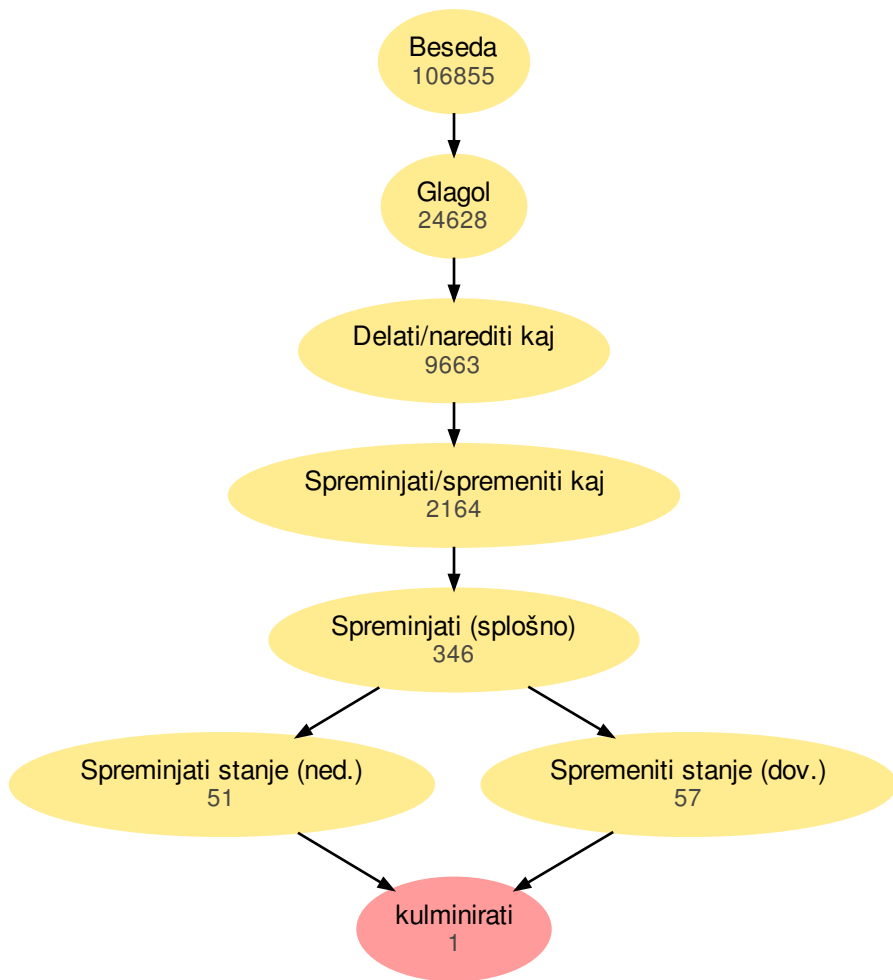 Beseda
106855
Glagol
24628
Delati/narediti kaj
9663
Spreminjati/spremeniti kaj
2164
Spreminjati (splošno)
346
Spreminjati stanje (ned.)
51
Spremeniti stanje (dov.)
57
kulminirati
1